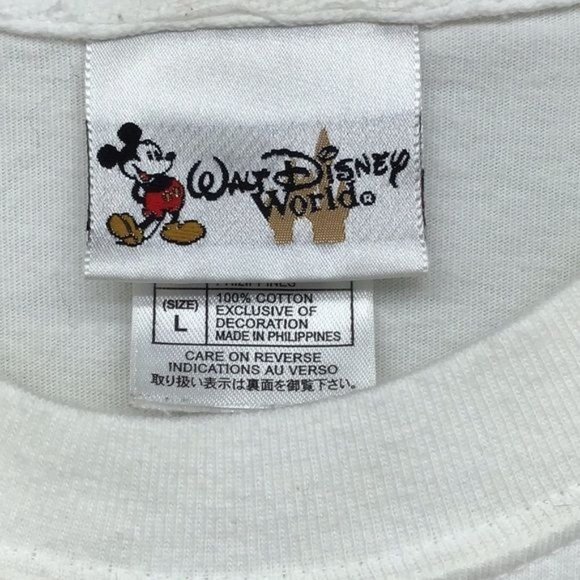 WALT DISNEY
World®
PHILIPPINES
(SIZE)
L
100% COTTON
EXCLUSIVE OF
DECORATION
MADE IN PHILIPPINES
CARE ON REVERSE
INDICATIONS AU VERSO
取り扱い表示は裏面を御覧下さい。